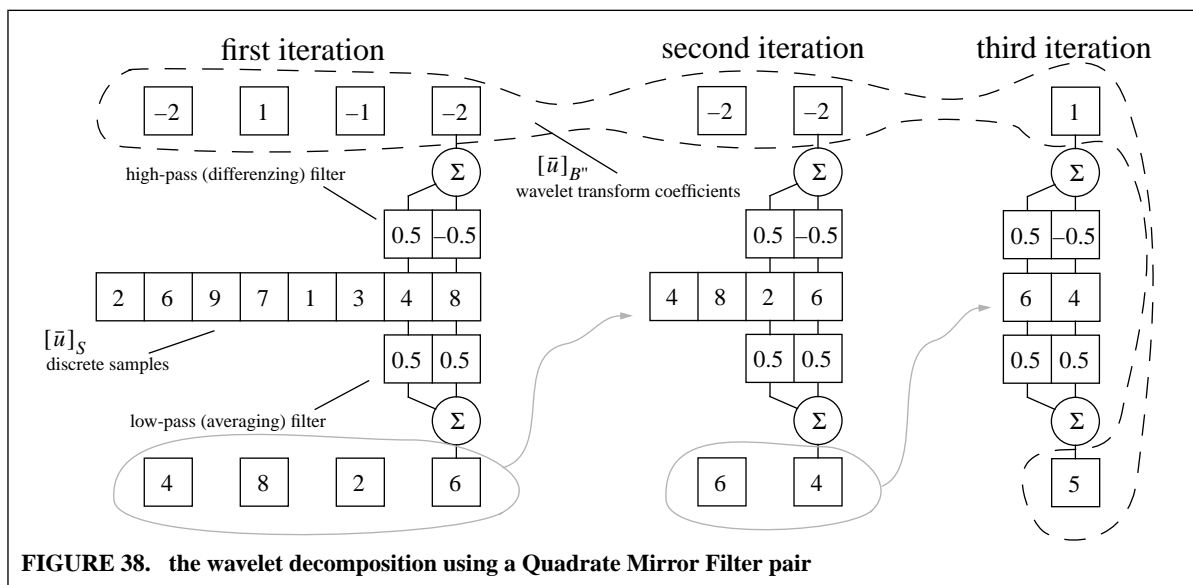 first iteration
second iteration
third iteration
–2 1 –1 –2
–2 –2
1
[ū]B"
wavelet transform coefficients
high-pass (differenzing) filter
Σ
Σ
Σ
0.5 –0.5
0.5 –0.5
0.5 –0.5
2 6 9 7 1 3 4 8
4 8 2 6
6 4
[ū]S
discrete samples
0.5 0.5
0.5 0.5
0.5 0.5
low-pass (averaging) filter
Σ
Σ
Σ
4 8 2 6
6 4
5
FIGURE 38. the wavelet decomposition using a Quadrate Mirror Filter pair